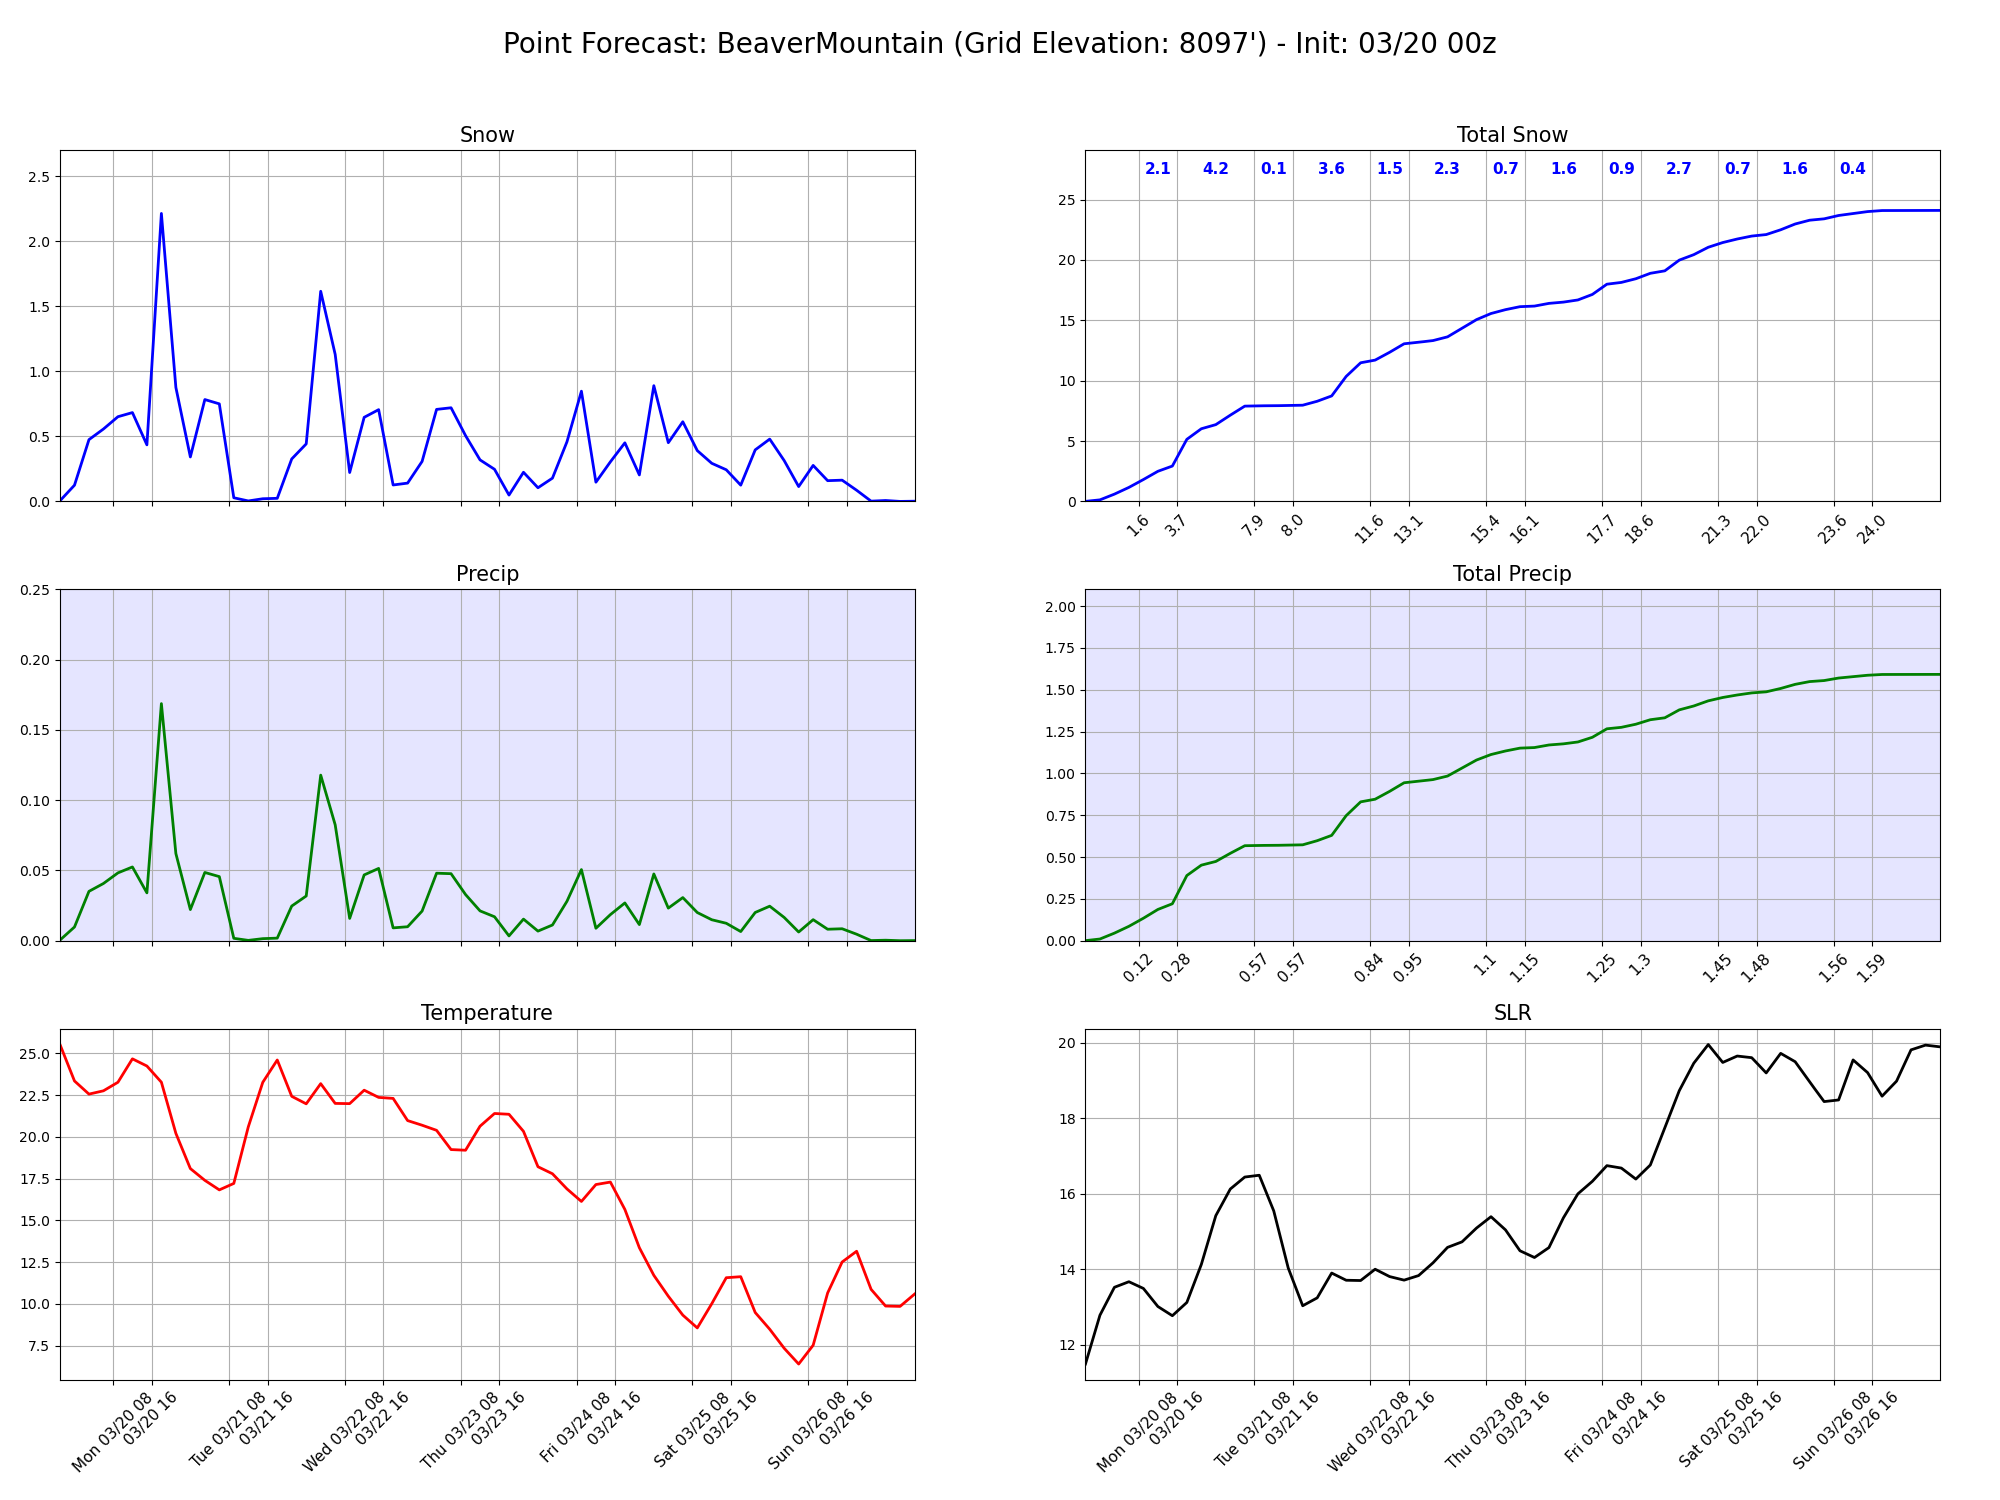 Point Forecast: BeaverMountain (Grid Elevation: 8097') - Init: 03/20 00z
Snow
2.5
2.0
1.5
1.0
0.5
0.0
Total Snow
2.1 4.2 0.1 3.6 1.5 2.3 0.7 1.6 0.9 2.7 0.7 1.6 0.4
25
20
15
10
5
0
1.6 3.7 7.9 8.0 11.6 13.1 15.4 16.1 17.7 18.6 21.3 22.0 23.6 24.0
Precip
0.25
0.20
0.15
0.10
0.05
0.00
Total Precip
2.00
1.75
1.50
1.25
1.00
0.75
0.50
0.25
0.00
0.12 0.28 0.57 0.57 0.84 0.95 1.1 1.15 1.25 1.3 1.45 1.48 1.56 1.59
Temperature
25.0
22.5
20.0
17.5
15.0
12.5
10.0
7.5
Mon 03/20 08
03/20 16
Tue 03/21 08
03/21 16
Wed 03/22 08
03/22 16
Thu 03/23 08
03/23 16
Fri 03/24 08
03/24 16
Sat 03/25 08
03/25 16
Sun 03/26 08
03/26 16
SLR
20
18
16
14
12
Mon 03/20 08
03/20 16
Tue 03/21 08
03/21 16
Wed 03/22 08
03/22 16
Thu 03/23 08
03/23 16
Fri 03/24 08
03/24 16
Sat 03/25 08
03/25 16
Sun 03/26 08
03/26 16